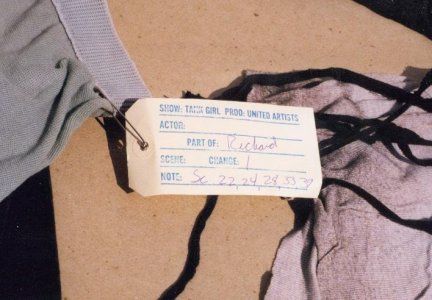 SHOW: TANK GIRL PROD: UNITED ARTISTS
ACTOR:
PART OF: Richard
SCENE: CHANGE: 1
NOTE: Sc. 22, 24, 28, 33